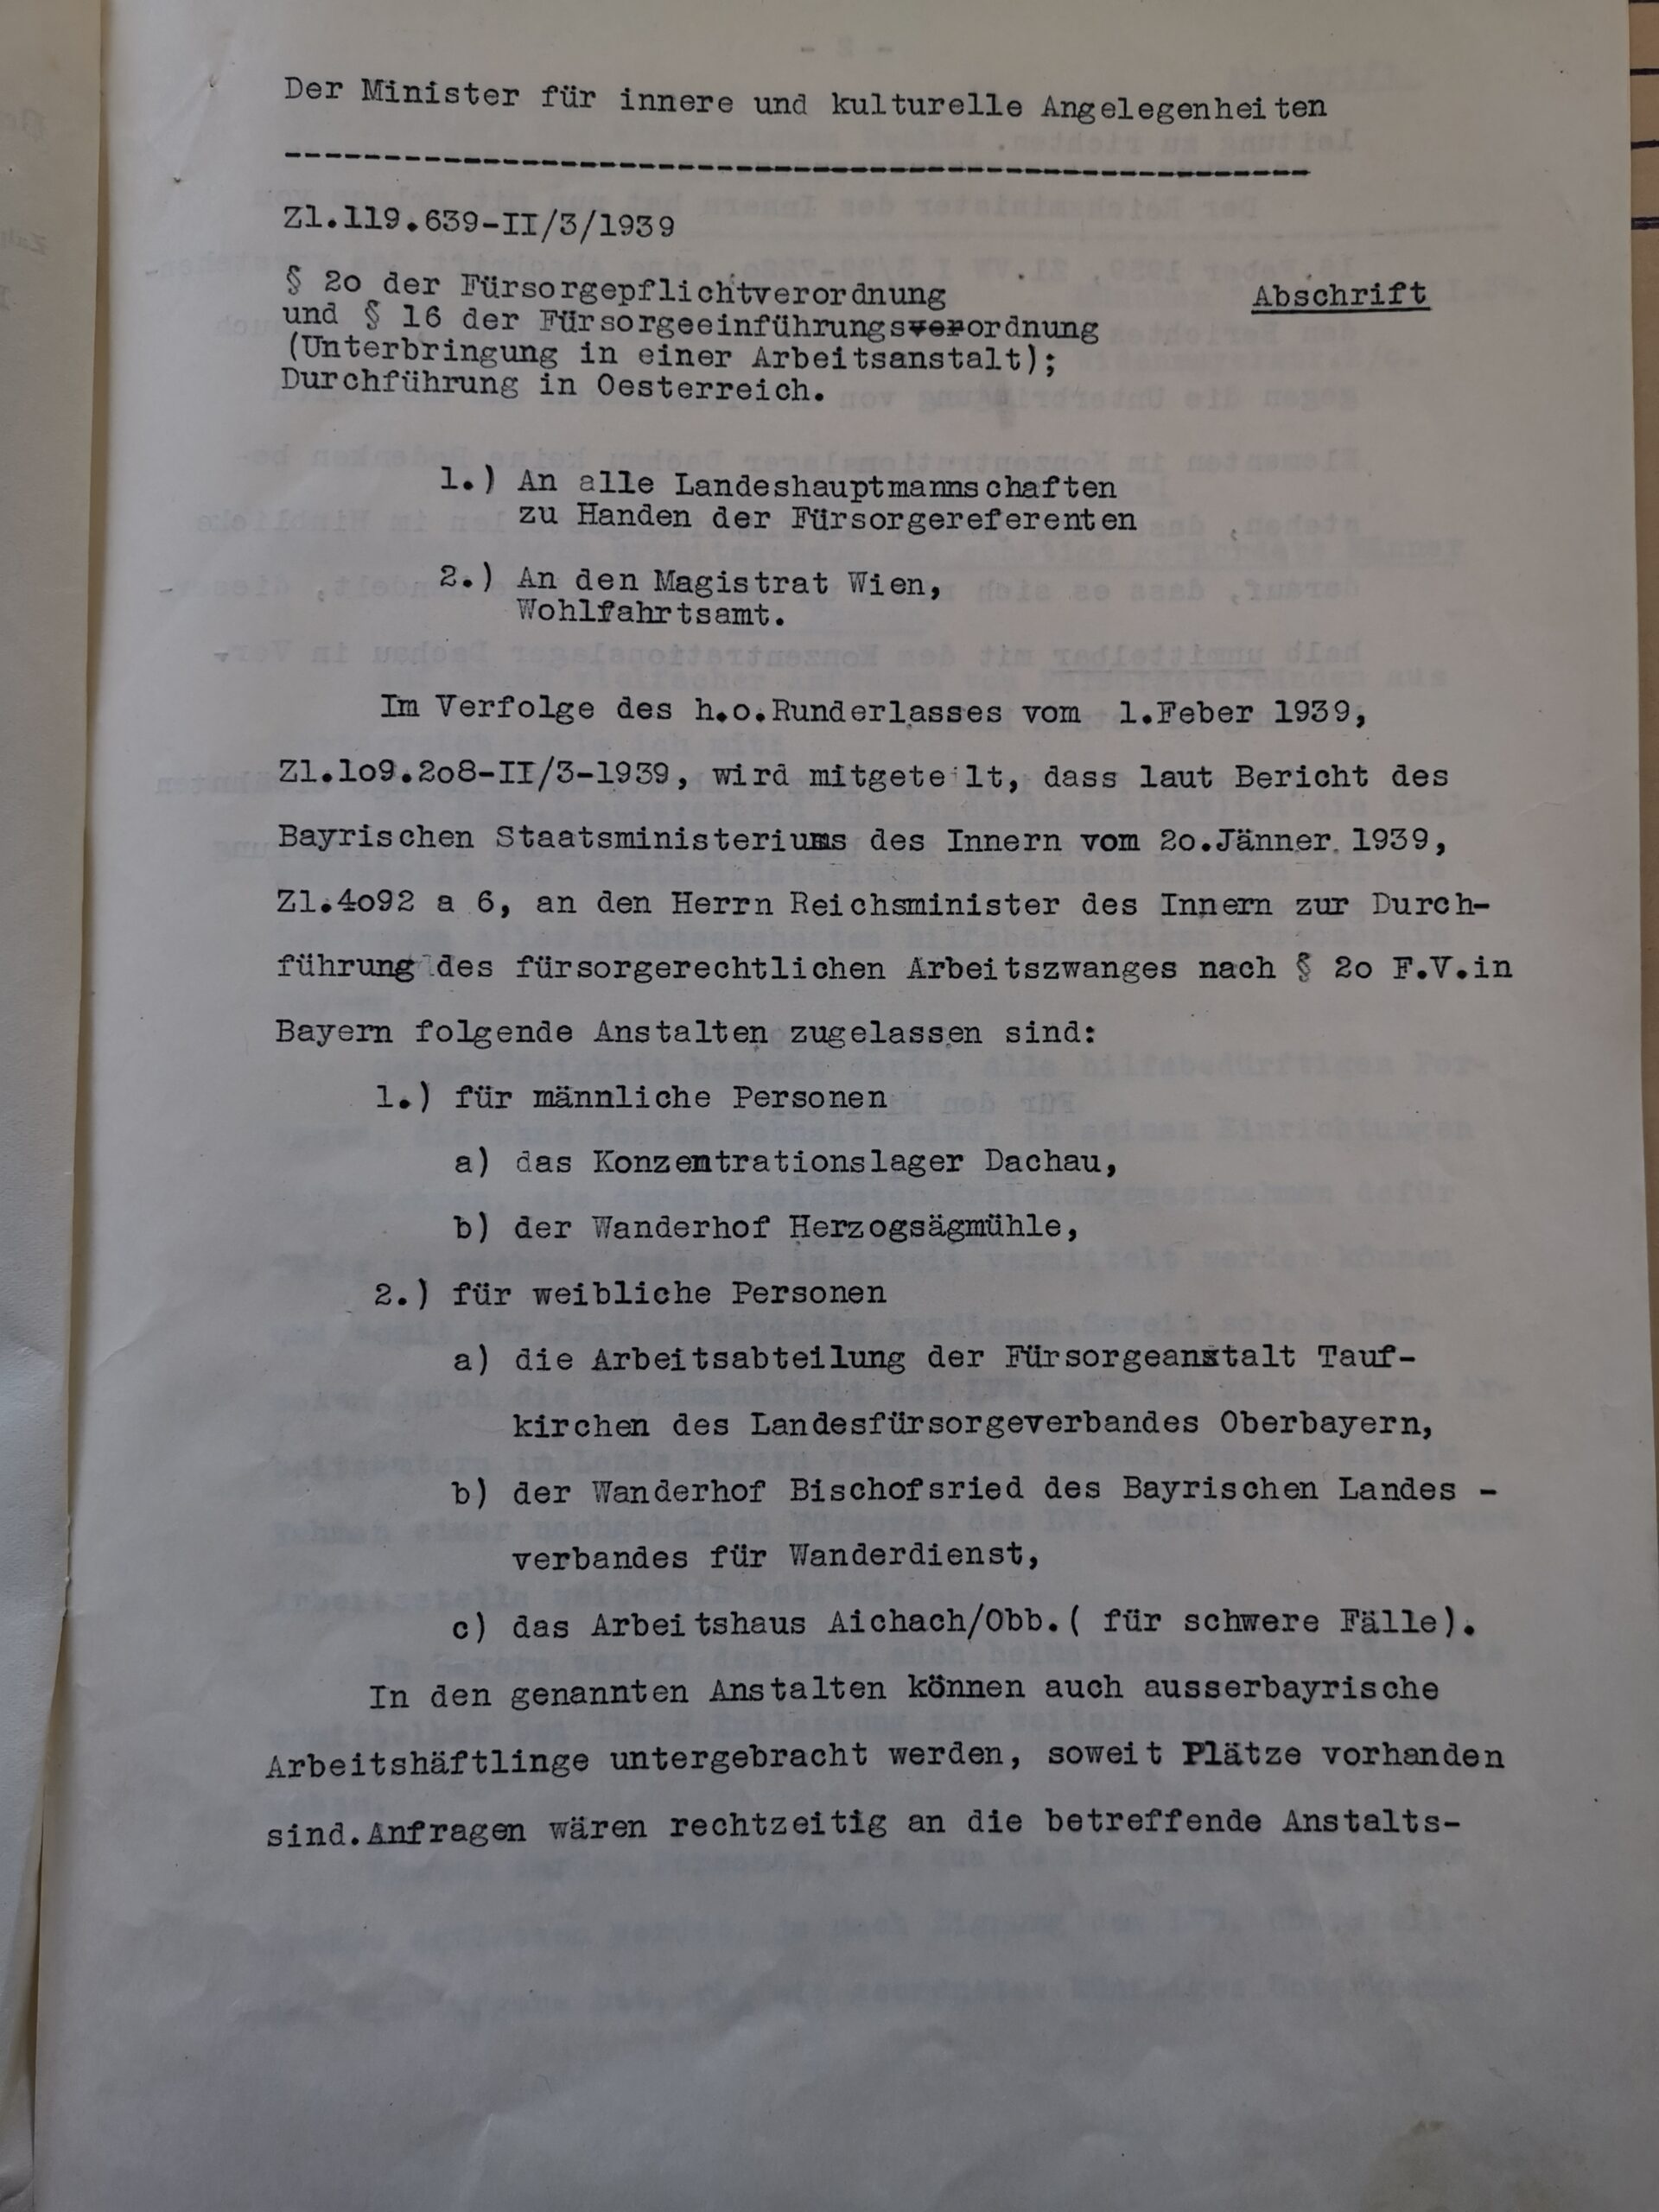 Der Minister für innere und kulturelle Angelegenheiten
----------------------------------------------------
Zl.119.639-II/3/1939
§ 2o der Fürsorgepflichtverordnung
Abschrift
und § 16 der Fürsorgeeinführungsverordnung
(Unterbringung in einer Arbeitsanstalt);
Durchführung in Oesterreich.
1.) An alle Landeshauptmannschaften
zu Handen der Fürsorgereferenten
2.) An den Magistrat Wien,
Wohlfahrtsamt.
Im Verfolge des h.o.Runderlasses vom 1.Feber 1939,
Zl.lo9.2o8-II/3-1939, wird mitgeteilt, dass laut Bericht des
Bayrischen Staatsministeriums des Innern vom 2o.Jänner 1939,
Zl.4o92 a 6, an den Herrn Reichsminister des Innern zur Durch-
führung des fürsorgerechtlichen Arbeitszwanges nach § 2o F.V.in
Bayern folgende Anstalten zugelassen sind:
1.) für männliche Personen
a) das Konzentrationslager Dachau,
b) der Wanderhof Herzogsägmühle,
2.) für weibliche Personen
a) die Arbeitsabteilung der Fürsorgeanstalt Tauf-
kirchen des Landesfürsorgeverbandes Oberbayern,
b) der Wanderhof Bischofsried des Bayrischen Landes -
verbandes für Wanderdienst,
c) das Arbeitshaus Aichach/Obb.( für schwere Fälle).
In den genannten Anstalten können auch ausserbayrische
Arbeitshäftlinge untergebracht werden, soweit Plätze vorhanden
sind.Anfragen wären rechtzeitig an die betreffende Anstalts-